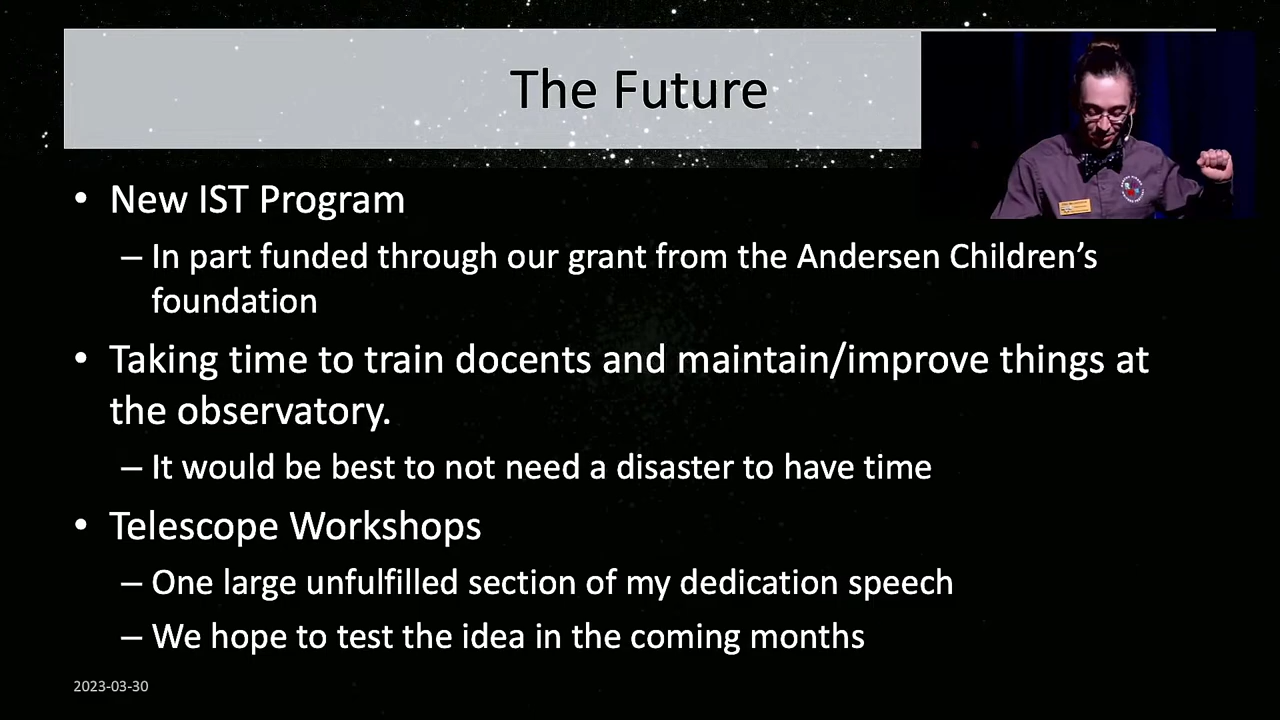 The Future
• New IST Program
– In part funded through our grant from the Andersen Children’s
foundation
• Taking time to train docents and maintain/improve things at
the observatory.
– It would be best to not need a disaster to have time
• Telescope Workshops
– One large unfulfilled section of my dedication speech
– We hope to test the idea in the coming months
2023-03-30